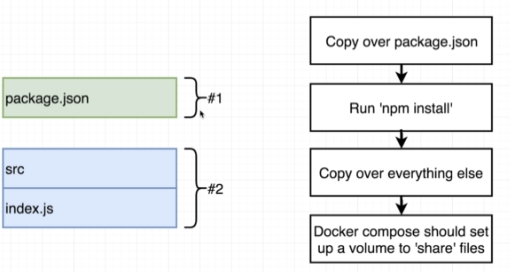 package.json
#1
src
index.js
#2
Copy over package.json
Run 'npm install'
Copy over everything else
Docker compose should set
up a volume to 'share' files